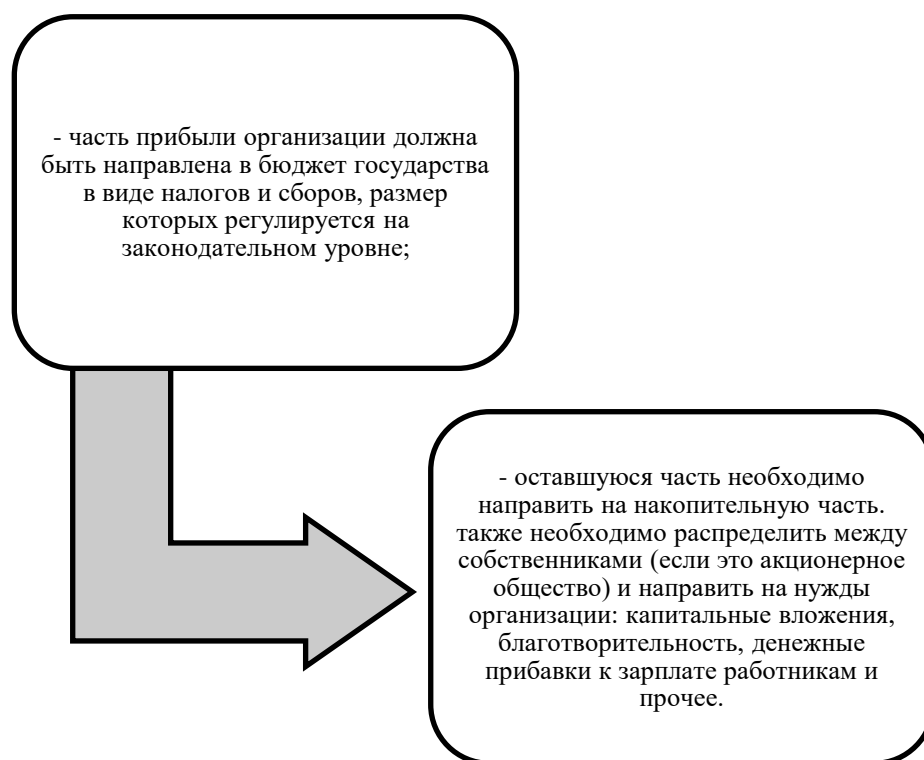 - часть прибыли организации должна
быть направлена в бюджет государства
в виде налогов и сборов, размер
которых регулируется на
законодательном уровне;
- оставшуюся часть необходимо
направить на накопительную часть.
также необходимо распределить между
собственниками (если это акционерное
общество) и направить на нужды
организации: капитальные вложения,
благотворительность, денежные
прибавки к зарплате работникам и
прочее.